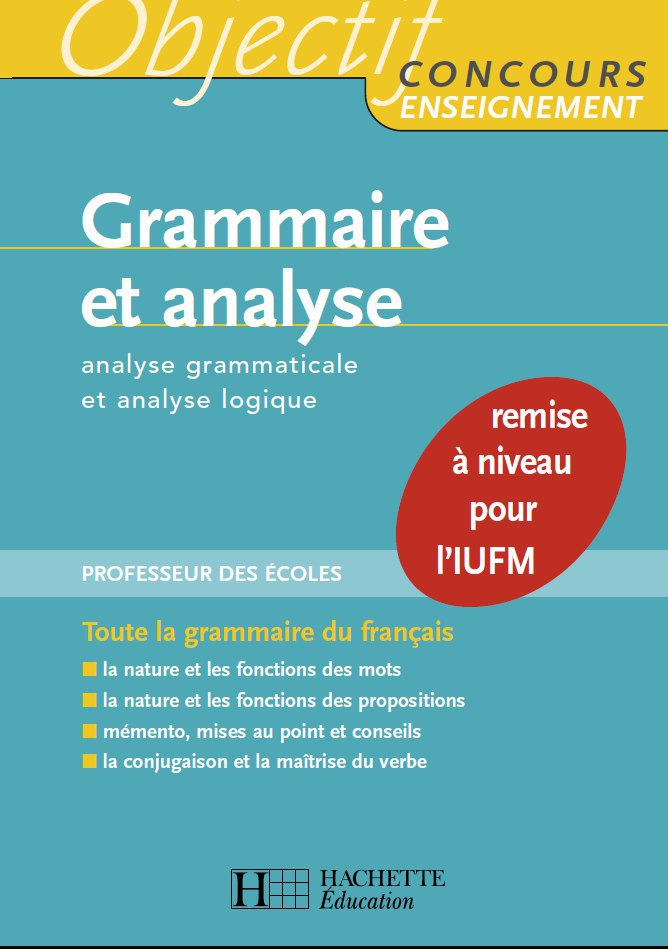 Objectif
CONCOURS
ENSEIGNEMENT
Grammaire
et analyse
analyse grammaticale
et analyse logique
remise
à niveau
pour
l'IUFM
PROFESSEUR DES ÉCOLES
Toute la grammaire du français
la nature et les fonctions des mots
la nature et les fonctions des propositions
mémento, mises au point et conseils
la conjugaison et la maîtrise du verbe
H HACHETTE
Éducation